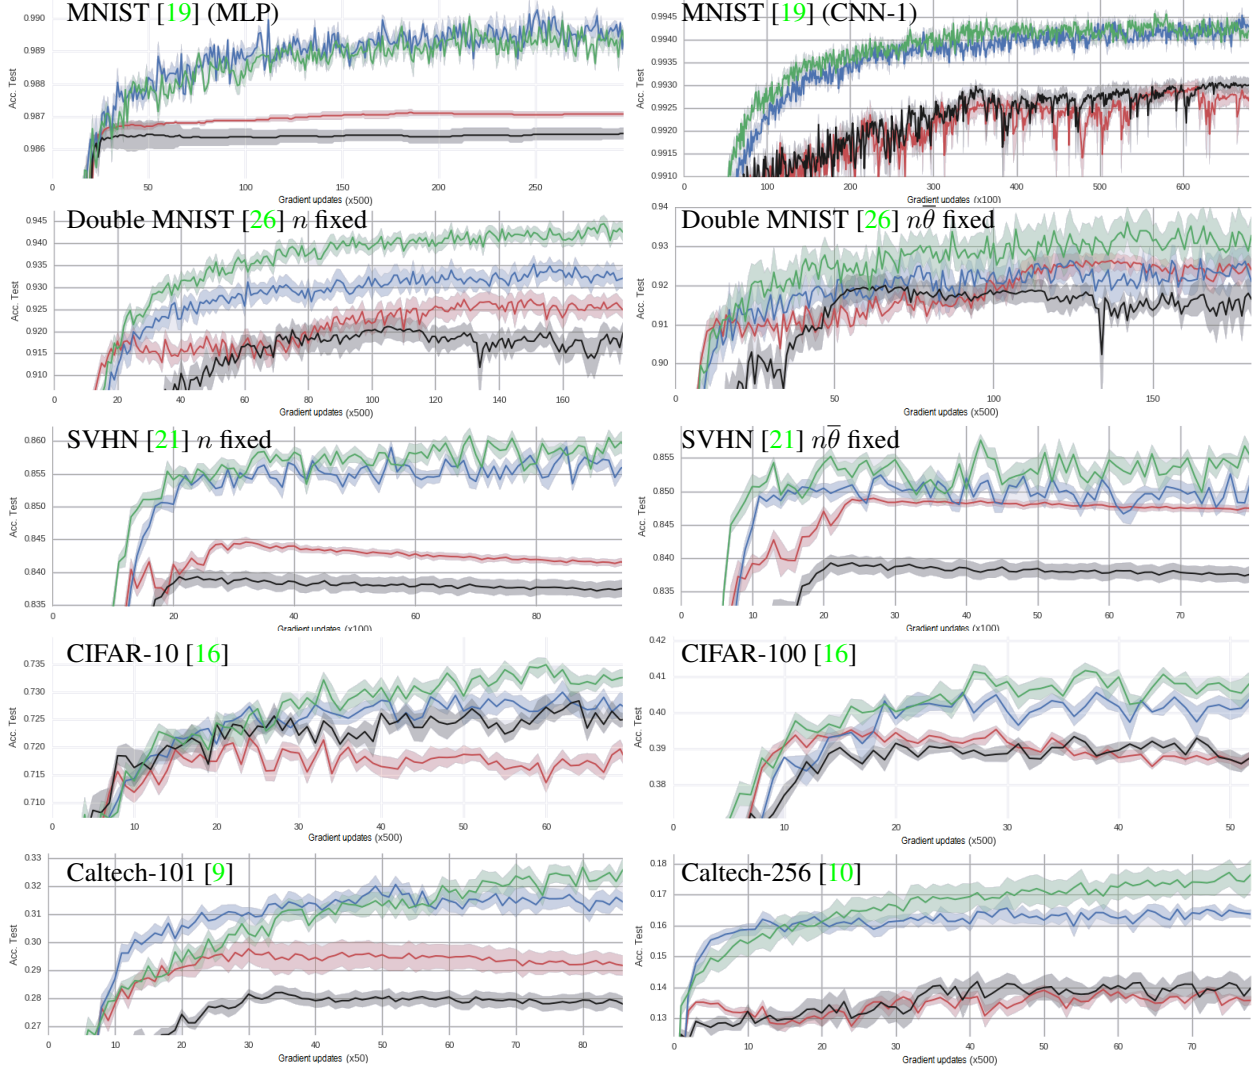 MNIST [19] (MLP)
0.990
0.989
0.988
0.987
0.986
Acc. Test
0 50 100 150 200 250
Gradient updates (x500)
MNIST [19] (CNN-1)
0.9945
0.9940
0.9935
0.9930
0.9925
0.9920
0.9915
0.9910
Acc. Test
0 100 200 300 400 500 600
Gradient updates (x100)
Double MNIST [26] n fixed
0.945
0.940
0.935
0.930
0.925
0.920
0.915
0.910
Acc. Test
0 20 40 60 80 100 120 140 160
Gradient updates (x500)
Double MNIST [26] nθ̅ fixed
0.94
0.93
0.92
0.91
0.90
Acc. Test
0 50 100 150
Gradient updates (x500)
SVHN [21] n fixed
0.860
0.855
0.850
0.845
0.840
0.835
Acc. Test
0 20 40 60 80
Gradient updates (x100)
SVHN [21] nθ̅ fixed
0.855
0.850
0.845
0.840
0.835
Acc. Test
0 10 20 30 40 50 60 70
Gradient updates (x100)
CIFAR-10 [16]
0.735
0.730
0.725
0.720
0.715
0.710
Acc. Test
0 10 20 30 40 50 60
Gradient updates (x500)
CIFAR-100 [16]
0.42
0.41
0.40
0.39
0.38
Acc. Test
0 10 20 30 40 50
Gradient updates (x500)
Caltech-101 [9]
0.33
0.32
0.31
0.30
0.29
0.28
0.27
Acc. Test
0 10 20 30 40 50 60 70 80
Gradient updates (x50)
Caltech-256 [10]
0.18
0.17
0.16
0.15
0.14
0.13
Acc. Test
0 10 20 30 40 50 60 70
Gradient updates (x500)